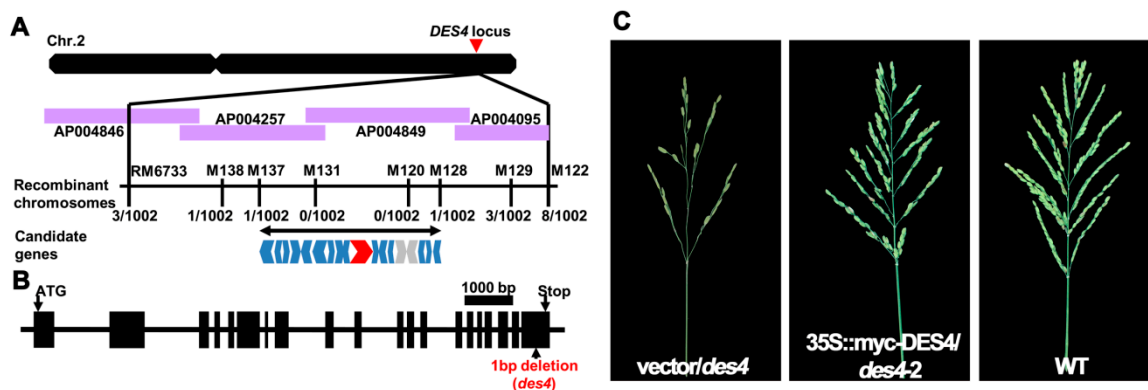 A
Chr.2
DES4 locus
AP004846
AP004257
AP004849
AP004095
RM6733 M138 M137 M131 M120 M128 M129 M122
Recombinant
chromosomes
3/1002 1/1002 1/1002 0/1002 0/1002 1/1002 3/1002 8/1002
Candidate
genes
B
ATG
1000 bp
Stop
1bp deletion
(des4)
C
vector/des4
35S::myc-DES4/
des4-2
WT